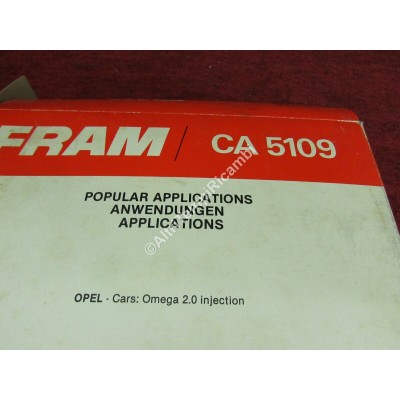 FRAM / CA 5109
POPULAR APPLICATIONS
ANWENDUNGEN
APPLICATIONS
OPEL - Cars: Omega 2.0 injection